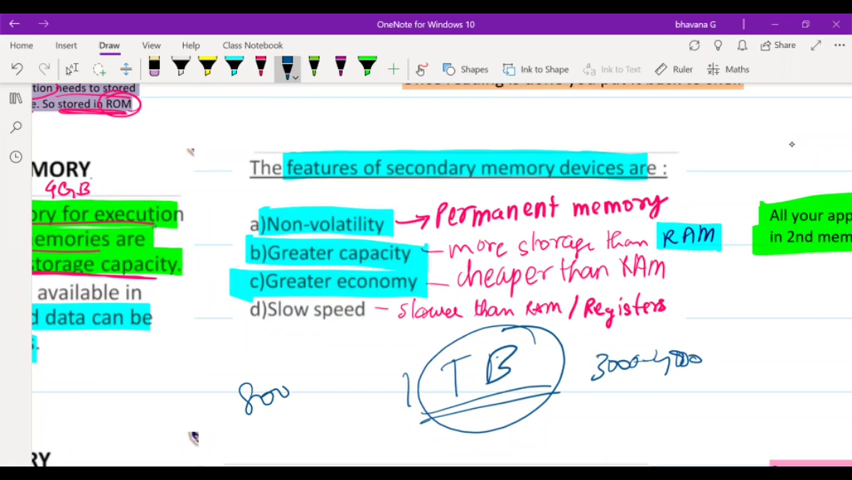 OneNote for Windows 10
bhavana G
Home Insert Draw View Help Class Notebook Share
Shapes Ink to Shape Ink to Text Ruler Maths
tion needs to stored
e. So stored in ROM
MORY
4GB
ory for execution
emories are
storage capacity.
available in
d data can be
s.
The features of secondary memory devices are :
a)Non-volatility → Permanent memory
b)Greater capacity – more storage than RAM
c)Greater economy – cheaper than RAM
d)Slow speed – slower than RAM / Registers
All your app
in 2nd mem
1 TB
800
RY